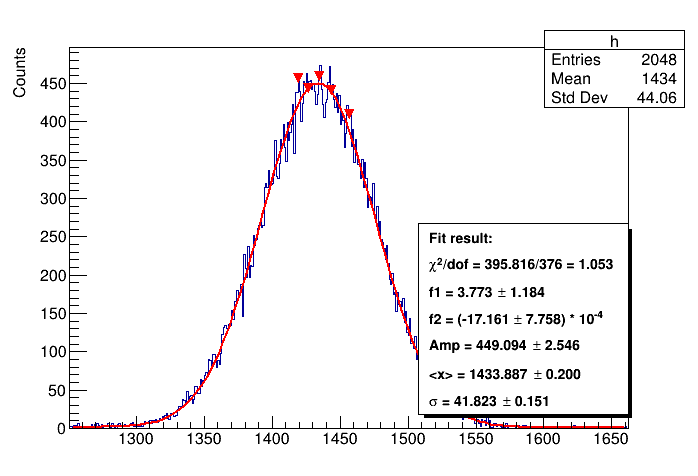 h
Entries 2048
Mean 1434
Std Dev 44.06
Counts
450
400
350
300
250
200
150
100
50
0
Fit result:
χ²/dof = 395.816/376 = 1.053
f1 = 3.773 ± 1.184
f2 = (-17.161 ± 7.758) * 10⁻⁴
Amp = 449.094 ± 2.546
<x> = 1433.887 ± 0.200
σ = 41.823 ± 0.151
1300 1350 1400 1450 1500 1550 1600 1650